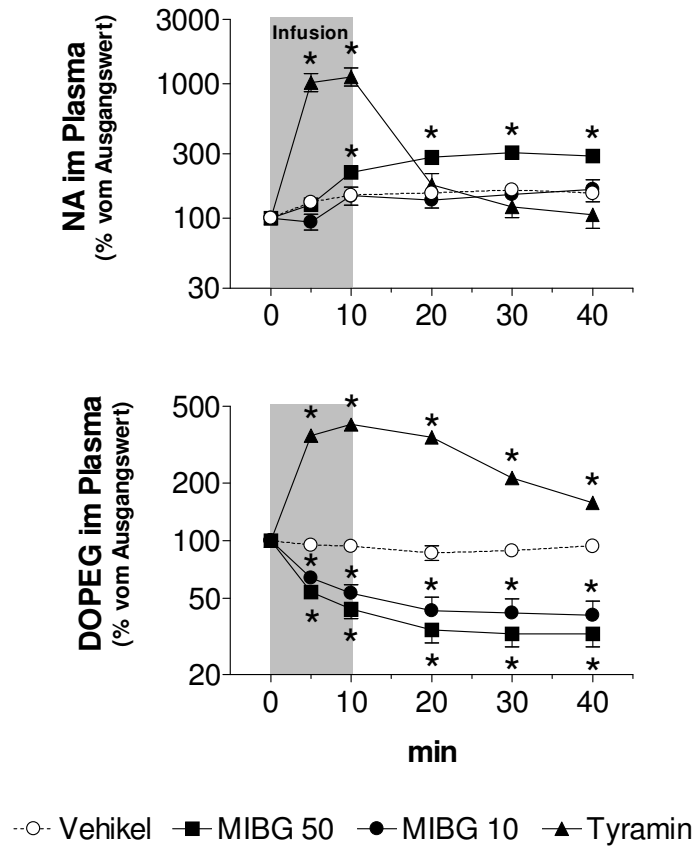 NA im Plasma
(% vom Ausgangswert)
3000
1000
300
100
30
Infusion
* * * * * *
0 10 20 30 40
DOPEG im Plasma
(% vom Ausgangswert)
500
200
100
50
20
* * * * *
* * * * *
* * * * *
0 10 20 30 40
min
Vehikel MIBG 50 MIBG 10 Tyramin